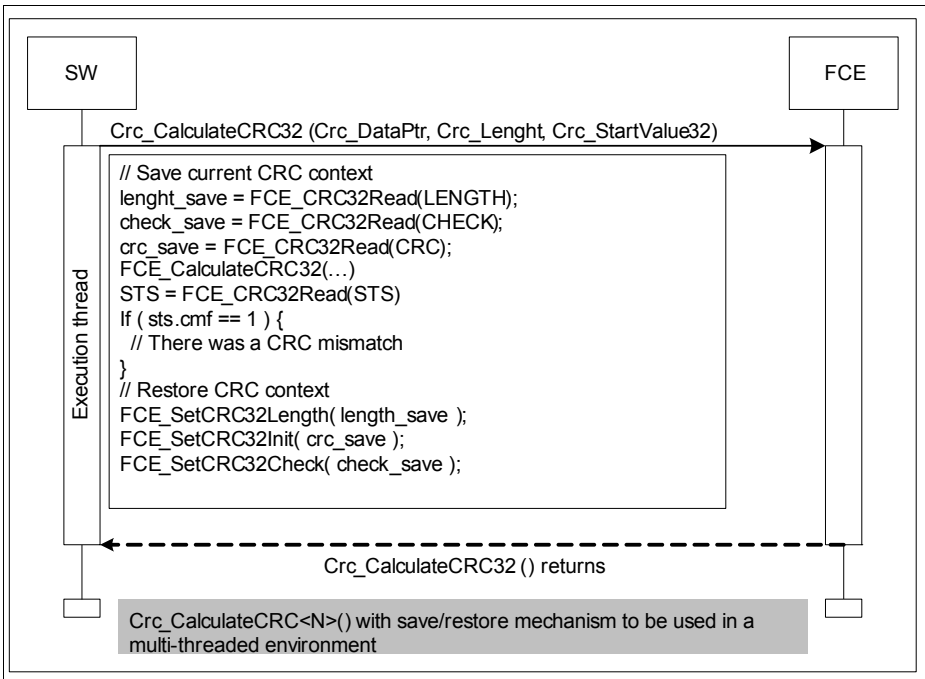 SW
FCE
Crc_CalculateCRC32 (Crc_DataPtr, Crc_Lenght, Crc_StartValue32)
// Save current CRC context
lenght_save = FCE_CRC32Read(LENGTH);
check_save = FCE_CRC32Read(CHECK);
crc_save = FCE_CRC32Read(CRC);
FCE_CalculateCRC32(…)
STS = FCE_CRC32Read(STS)
If ( sts.cmf == 1 ) {
// There was a CRC mismatch
}
// Restore CRC context
FCE_SetCRC32Length( length_save );
FCE_SetCRC32Init( crc_save );
FCE_SetCRC32Check( check_save );
Execution thread
Crc_CalculateCRC32 () returns
Crc_CalculateCRC<N>() with save/restore mechanism to be used in a
multi-threaded environment